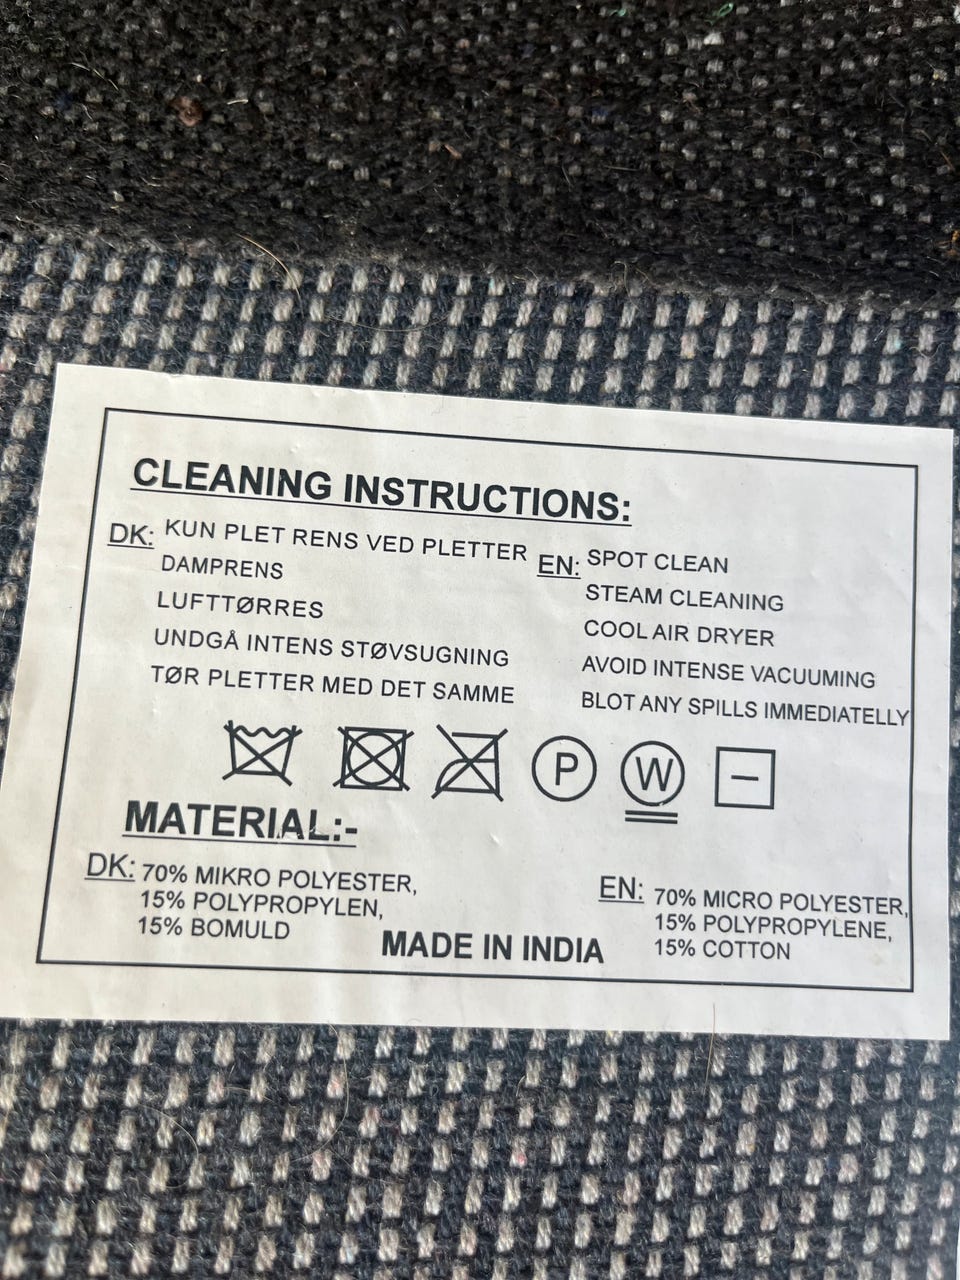 CLEANING INSTRUCTIONS:
DK: KUN PLET RENS VED PLETTER
DAMPRENS
LUFTTØRRES
UNDGÅ INTENS STØVSUGNING
TØR PLETTER MED DET SAMME
EN: SPOT CLEAN
STEAM CLEANING
COOL AIR DRYER
AVOID INTENSE VACUUMING
BLOT ANY SPILLS IMMEDIATELLY
P W
MATERIAL:-
DK: 70% MIKRO POLYESTER,
15% POLYPROPYLEN,
15% BOMULD
EN: 70% MICRO POLYESTER,
15% POLYPROPYLENE,
15% COTTON
MADE IN INDIA